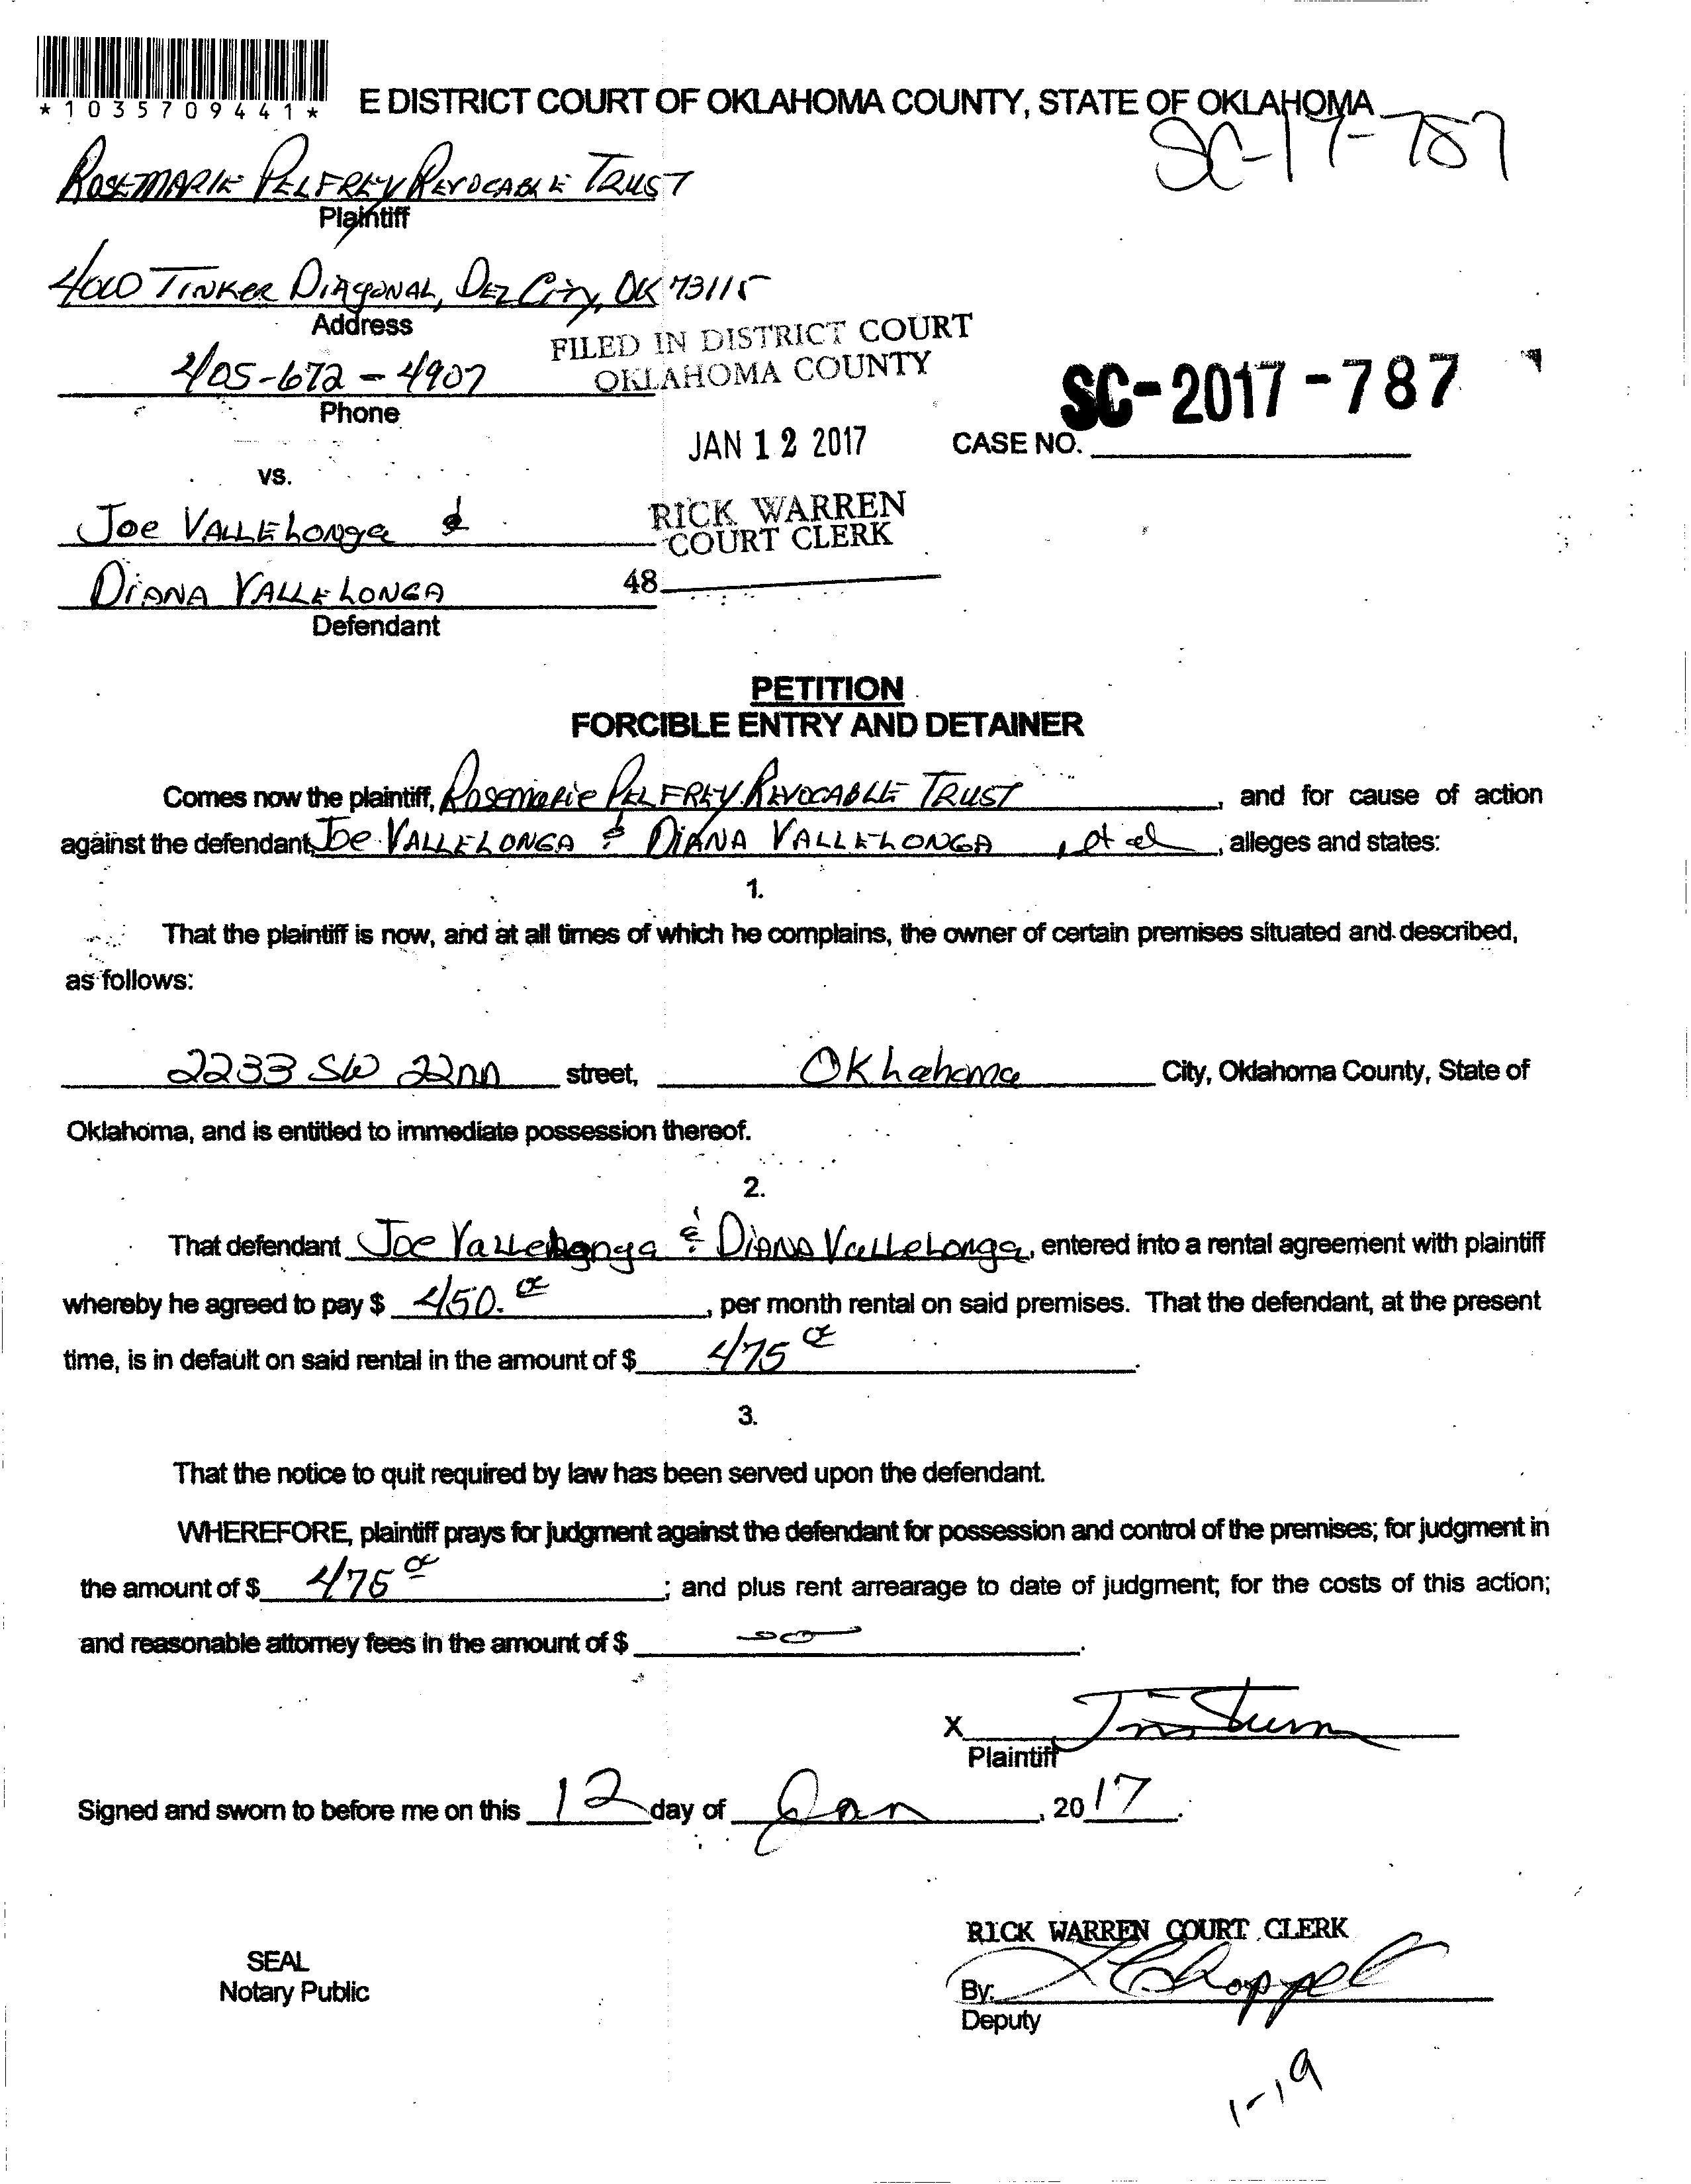 *1035709441*
E DISTRICT COURT OF OKLAHOMA COUNTY, STATE OF OKLAHOMA
SC-17-787
ROSEMARIE PELFREY REVOCABLE TRUST
Plaintiff
TINKER DIAGONAL, DEL CITY, OK 73115
Address
405-672-4907
Phone
FILED IN DISTRICT COURT
OKLAHOMA COUNTY
JAN 12 2017
SC-2017-787
CASE NO.
vs.
JOE VALLELONGA &
RICK WARREN
COURT CLERK
DIANA VALLELONGA
48
Defendant
PETITION
FORCIBLE ENTRY AND DETAINER
Comes now the plaintiff, Rosemarie PELFREY REVOCABLE TRUST, and for cause of action
against the defendant, Joe VALLELONGA & DIANA VALLELONGA, et al, alleges and states:
1.
That the plaintiff is now, and at all times of which he complains, the owner of certain premises situated and described,
as follows:
2233 SW 22nd street, Oklahoma City, Oklahoma County, State of
Oklahoma, and is entitled to immediate possession thereof.
2.
That defendant Joe Vallelonga & DIANA Vallelonga, entered into a rental agreement with plaintiff
whereby he agreed to pay $ 450.00, per month rental on said premises. That the defendant, at the present
time, is in default on said rental in the amount of $ 475 00.
3.
That the notice to quit required by law has been served upon the defendant.
WHEREFORE, plaintiff prays for judgment against the defendant for possession and control of the premises; for judgment in
the amount of $ 475 00; and plus rent arrearage to date of judgment; for the costs of this action;
and reasonable attorney fees in the amount of $ -0-.
X
Plaintiff
Signed and sworn to before me on this 12 day of Jan, 2017.
RICK WARREN COURT CLERK
SEAL
Notary Public
By:
Deputy
1-19